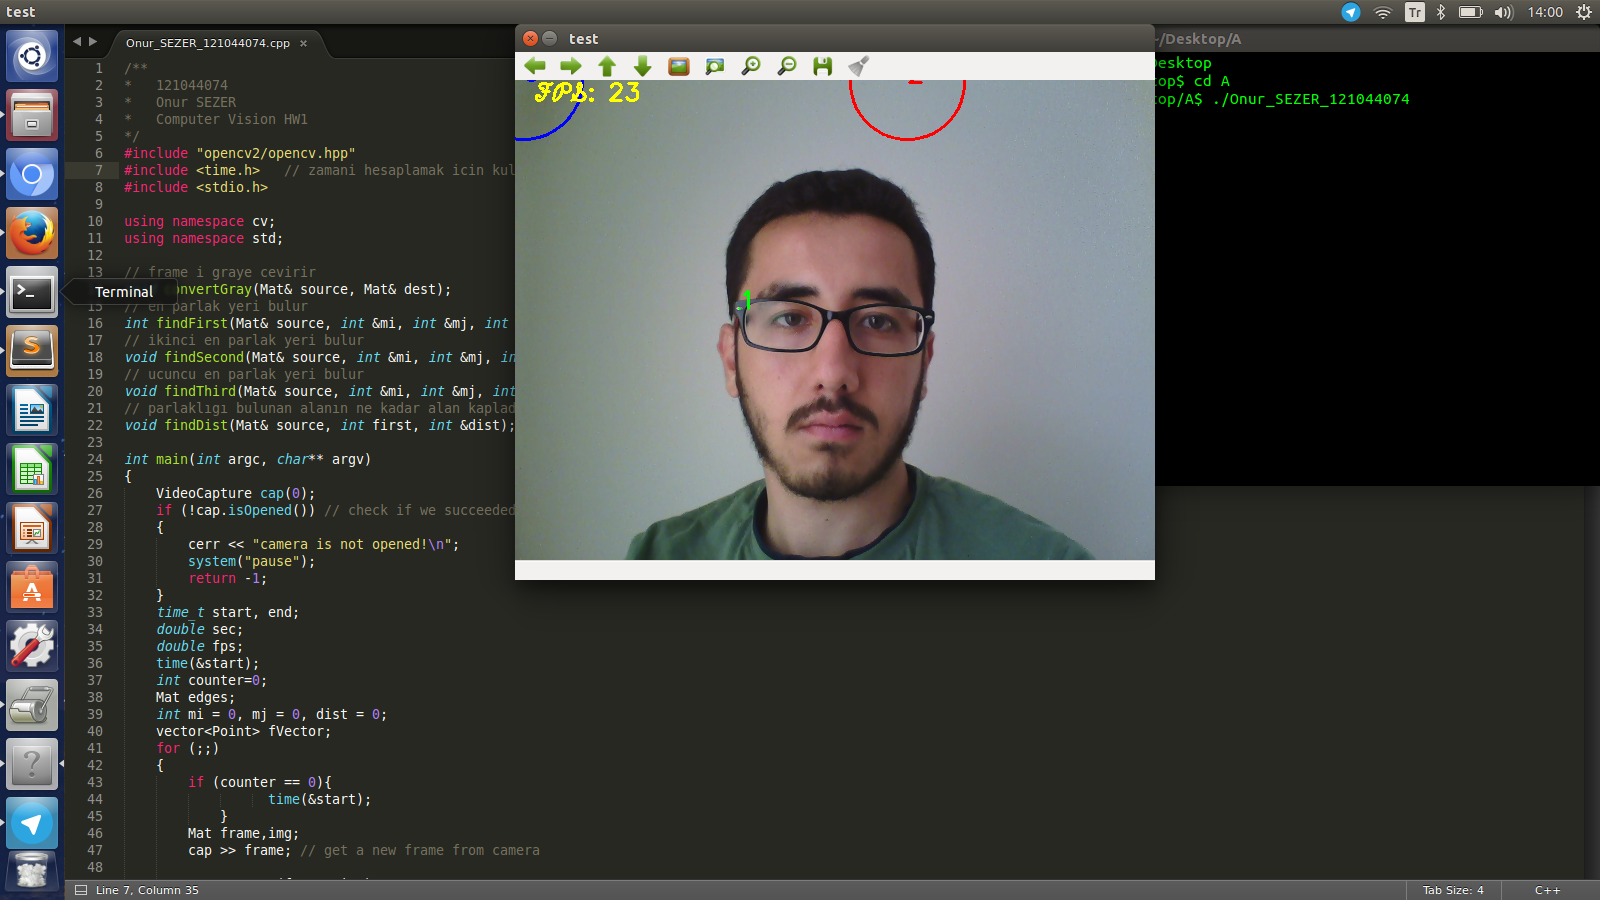 test
Tr
14:00
Onur_SEZER_121044074.cpp ×
1 /**
2 *   121044074
3 *   Onur SEZER
4 *   Computer Vision HW1
5 */
6 #include "opencv2/opencv.hpp"
7 #include <time.h>   // zamani hesaplamak icin kul
8 #include <stdio.h>
9
10 using namespace cv;
11 using namespace std;
12
13 // frame i graye cevirir
convertGray(Mat& source, Mat& dest);
Terminal
15 // en parlak yeri bulur
16 int findFirst(Mat& source, int &mi, int &mj, int
17 // ikinci en parlak yeri bulur
18 void findSecond(Mat& source, int &mi, int &mj, in
19 // ucuncu en parlak yeri bulur
20 void findThird(Mat& source, int &mi, int &mj, int
21 // parlaklıgı bulunan alanın ne kadar alan kaplad
22 void findDist(Mat& source, int first, int &dist);
23
24 int main(int argc, char** argv)
25 {
26     VideoCapture cap(0);
27     if (!cap.isOpened()) // check if we succeeded
28     {
29         cerr << "camera is not opened!\n";
30         system("pause");
31         return -1;
32     }
33     time_t start, end;
34     double sec;
35     double fps;
36     time(&start);
37     int counter=0;
38     Mat edges;
39     int mi = 0, mj = 0, dist = 0;
40     vector<Point> fVector;
41     for (;;)
42     {
43         if (counter == 0){
44                   time(&start);
45             }
46         Mat frame,img;
47         cap >> frame; // get a new frame from camera
48
Line 7, Column 35
Tab Size: 4
C++
test
FPS: 23
1
~/Desktop/A
Desktop
top$ cd A
top/A$ ./Onur_SEZER_121044074